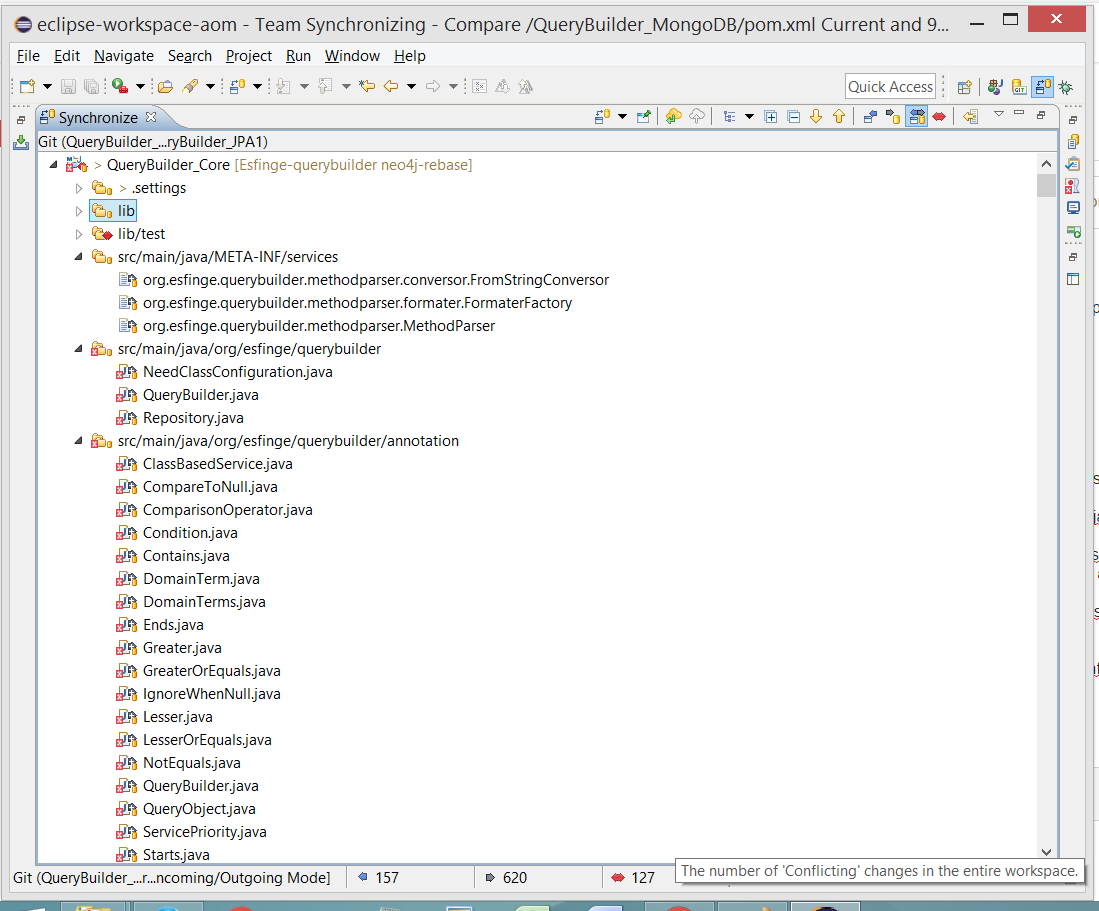 eclipse-workspace-aom - Team Synchronizing - Compare /QueryBuilder_MongoDB/pom.xml Current and 9...
File Edit Navigate Search Project Run Window Help
Quick Access
Synchronize
Git (QueryBuilder_...ryBuilder_JPA1)
> QueryBuilder_Core [Esfinge-querybuilder neo4j-rebase]
> .settings
lib
lib/test
src/main/java/META-INF/services
org.esfinge.querybuilder.methodparser.conversor.FromStringConversor
org.esfinge.querybuilder.methodparser.formater.FormaterFactory
org.esfinge.querybuilder.methodparser.MethodParser
src/main/java/org/esfinge/querybuilder
NeedClassConfiguration.java
QueryBuilder.java
Repository.java
src/main/java/org/esfinge/querybuilder/annotation
ClassBasedService.java
CompareToNull.java
ComparisonOperator.java
Condition.java
Contains.java
DomainTerm.java
DomainTerms.java
Ends.java
Greater.java
GreaterOrEquals.java
IgnoreWhenNull.java
Lesser.java
LesserOrEquals.java
NotEquals.java
QueryBuilder.java
QueryObject.java
ServicePriority.java
Starts.java
Git (QueryBuilder_...r...ncoming/Outgoing Mode] 157 620 127
The number of 'Conflicting' changes in the entire workspace.